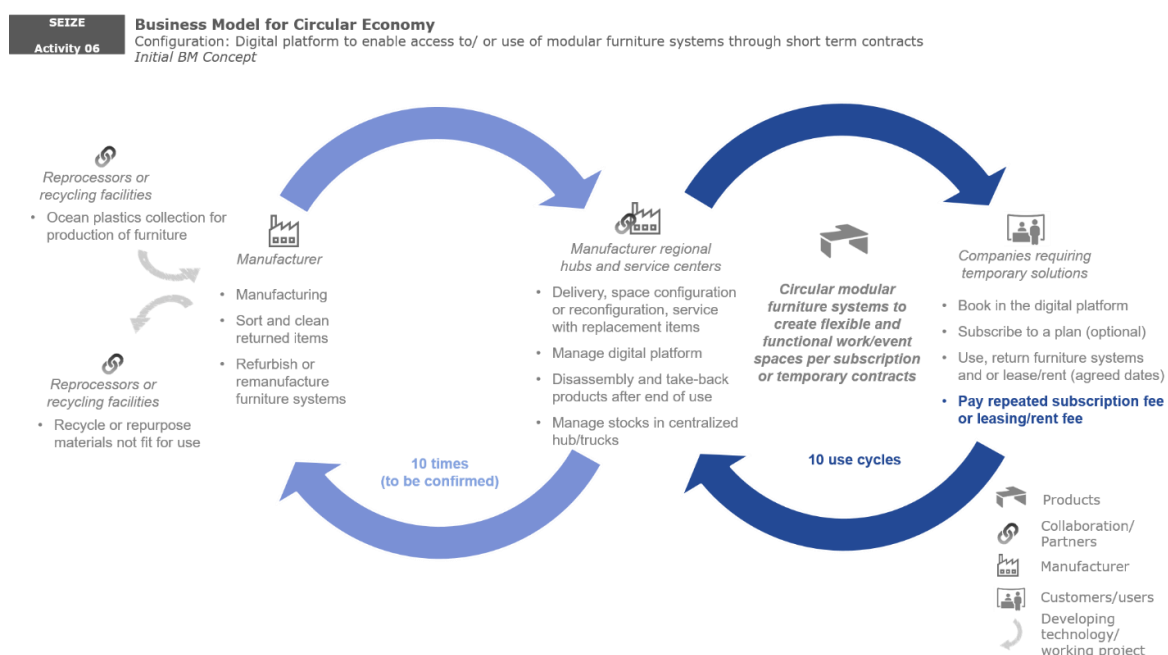 SEIZE
Activity 06
Business Model for Circular Economy
Configuration: Digital platform to enable access to/ or use of modular furniture systems through short term contracts
Initial BM Concept
Reprocessors or
recycling facilities
• Ocean plastics collection for
production of furniture
Reprocessors or
recycling facilities
• Recycle or repurpose
materials not fit for use
Manufacturer
• Manufacturing
• Sort and clean
returned items
• Refurbish or
remanufacture
furniture systems
10 times
(to be confirmed)
Manufacturer regional
hubs and service centers
• Delivery, space configuration
or reconfiguration, service
with replacement items
• Manage digital platform
• Disassembly and take-back
products after end of use
• Manage stocks in centralized
hub/trucks
Circular modular
furniture systems to
create flexible and
functional work/event
spaces per subscription
or temporary contracts
10 use cycles
Companies requiring
temporary solutions
• Book in the digital platform
• Subscribe to a plan (optional)
• Use, return furniture systems
and or lease/rent (agreed dates)
• Pay repeated subscription fee
or leasing/rent fee
Products
Collaboration/
Partners
Manufacturer
Customers/users
Developing
technology/
working project